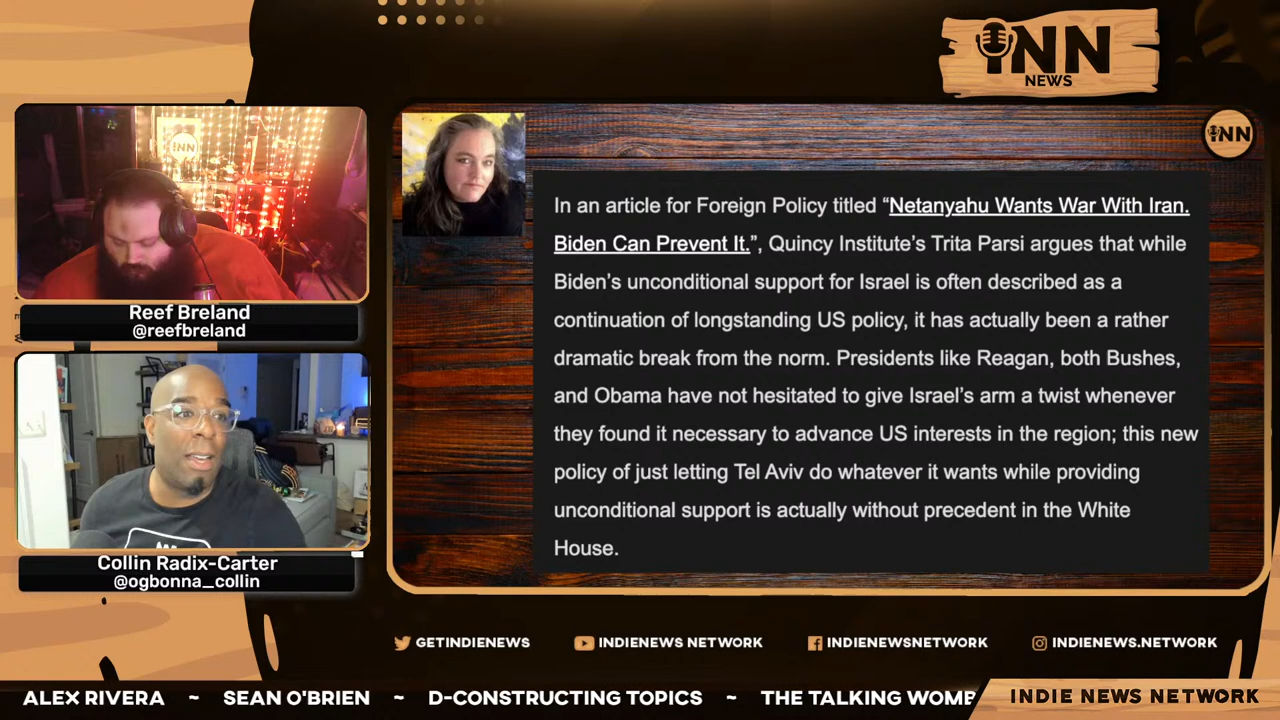 INN
NEWS
INN
In an article for Foreign Policy titled “Netanyahu Wants War With Iran.
Biden Can Prevent It.”, Quincy Institute’s Trita Parsi argues that while
Biden’s unconditional support for Israel is often described as a
continuation of longstanding US policy, it has actually been a rather
dramatic break from the norm. Presidents like Reagan, both Bushes,
and Obama have not hesitated to give Israel’s arm a twist whenever
they found it necessary to advance US interests in the region; this new
policy of just letting Tel Aviv do whatever it wants while providing
unconditional support is actually without precedent in the White
House.
INN
Reef Breland
@reefbreland
Collin Radix-Carter
@ogbonna_collin
GETINDIENEWS
INDIENEWS NETWORK
INDIENEWSNETWORK
INDIENEWS.NETWORK
ALEX RIVERA ~ SEAN O'BRIEN ~ D-CONSTRUCTING TOPICS ~ THE TALKING WOMB
INDIE NEWS NETWORK